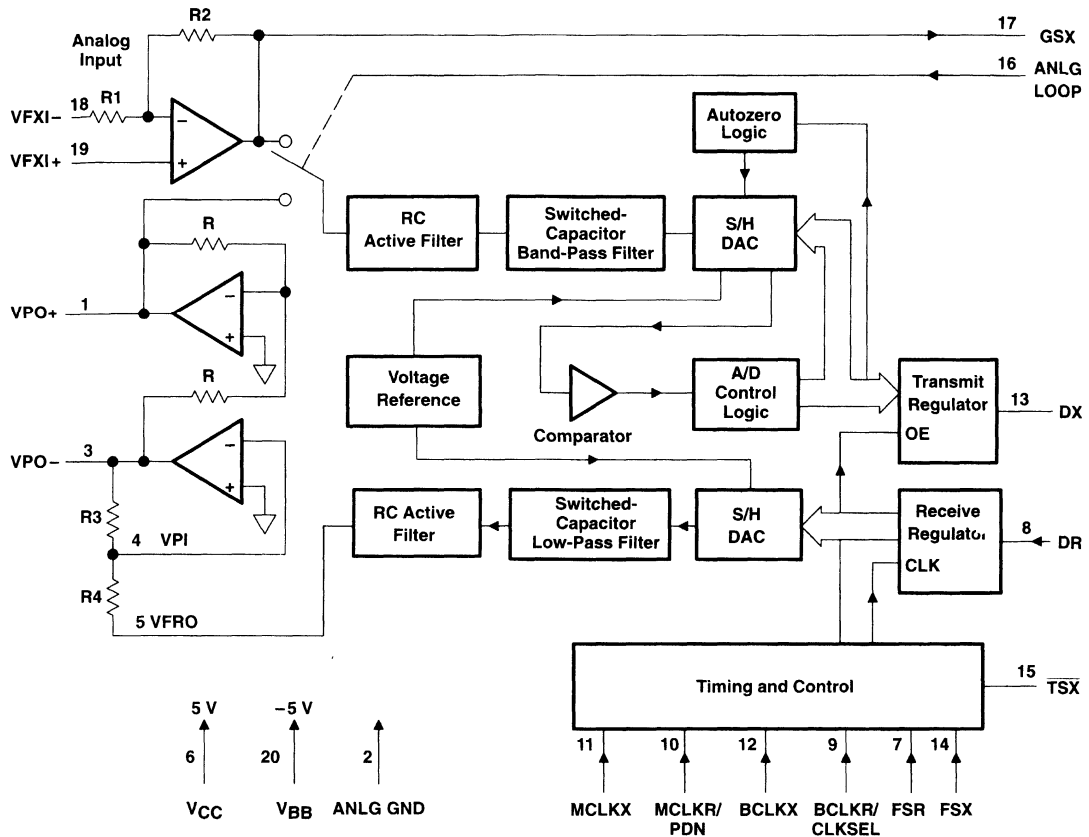 R2
17
GSX
Analog
Input
16
ANLG
LOOP
VFXI−
18
R1
−
VFXI+
19
+
Autozero
Logic
RC
Active Filter
Switched-
Capacitor
Band-Pass Filter
S/H
DAC
R
VPO+
1
−
+
Voltage
Reference
Comparator
A/D
Control
Logic
Transmit
Regulator
OE
13
DX
R
VPO−
3
−
+
R3
4
VPI
RC Active
Filter
Switched-
Capacitor
Low-Pass Filter
S/H
DAC
Receive
Regulator
CLK
8
DR
R4
5 VFRO
Timing and Control
15
TSX
5 V
−5 V
6
20
2
VCC
VBB
ANLG GND
11
10
12
9
7
14
MCLKX
MCLKR/
PDN
BCLKX
BCLKR/
CLKSEL
FSR
FSX